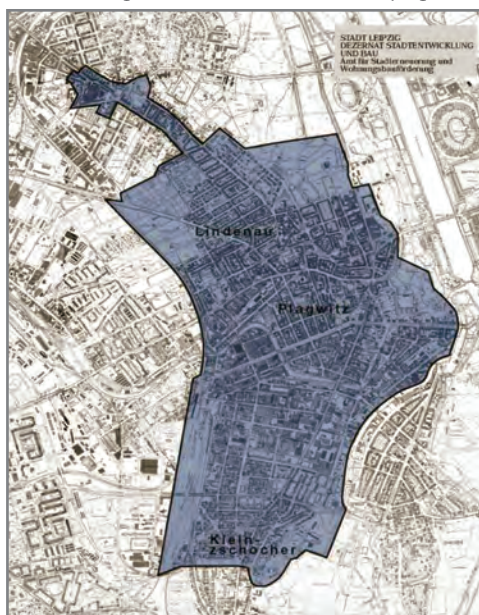 STADT LEIPZIG
DEZERNAT STADTENTWICKLUNG
UND BAU
Amt für Stadterneuerung und
Wohnungsbauförderung
Lindenau
Plagwitz
Klein-
zschocher